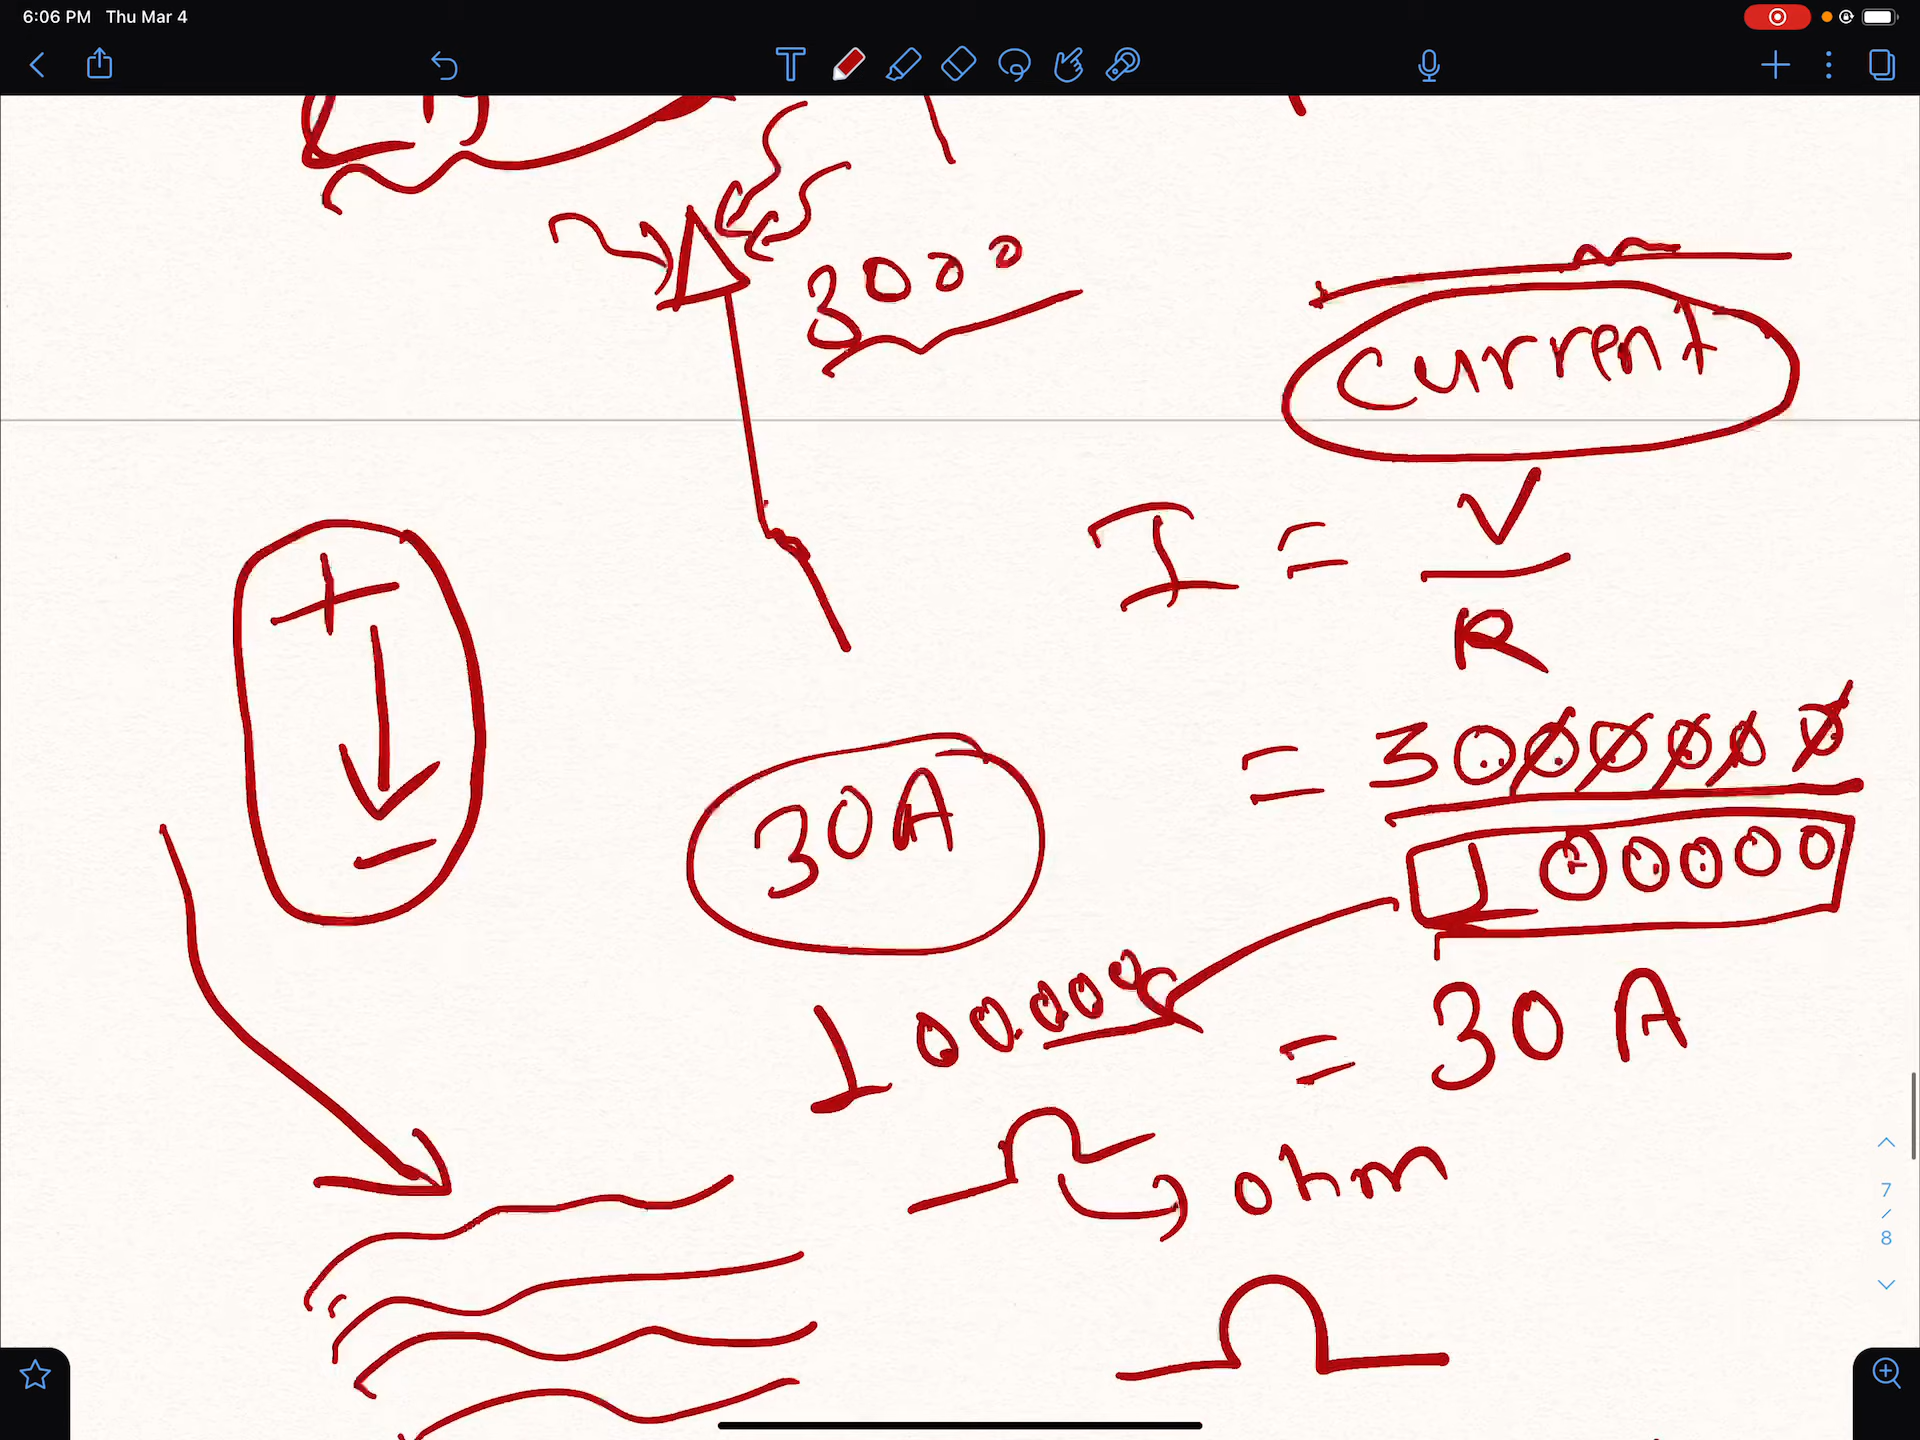 6:06 PM Thu Mar 4
3000
current
I = V
R
+
= 3000000
-
30A
100000
100000
= 30 A
Ω ohm
Ω
7
/
8